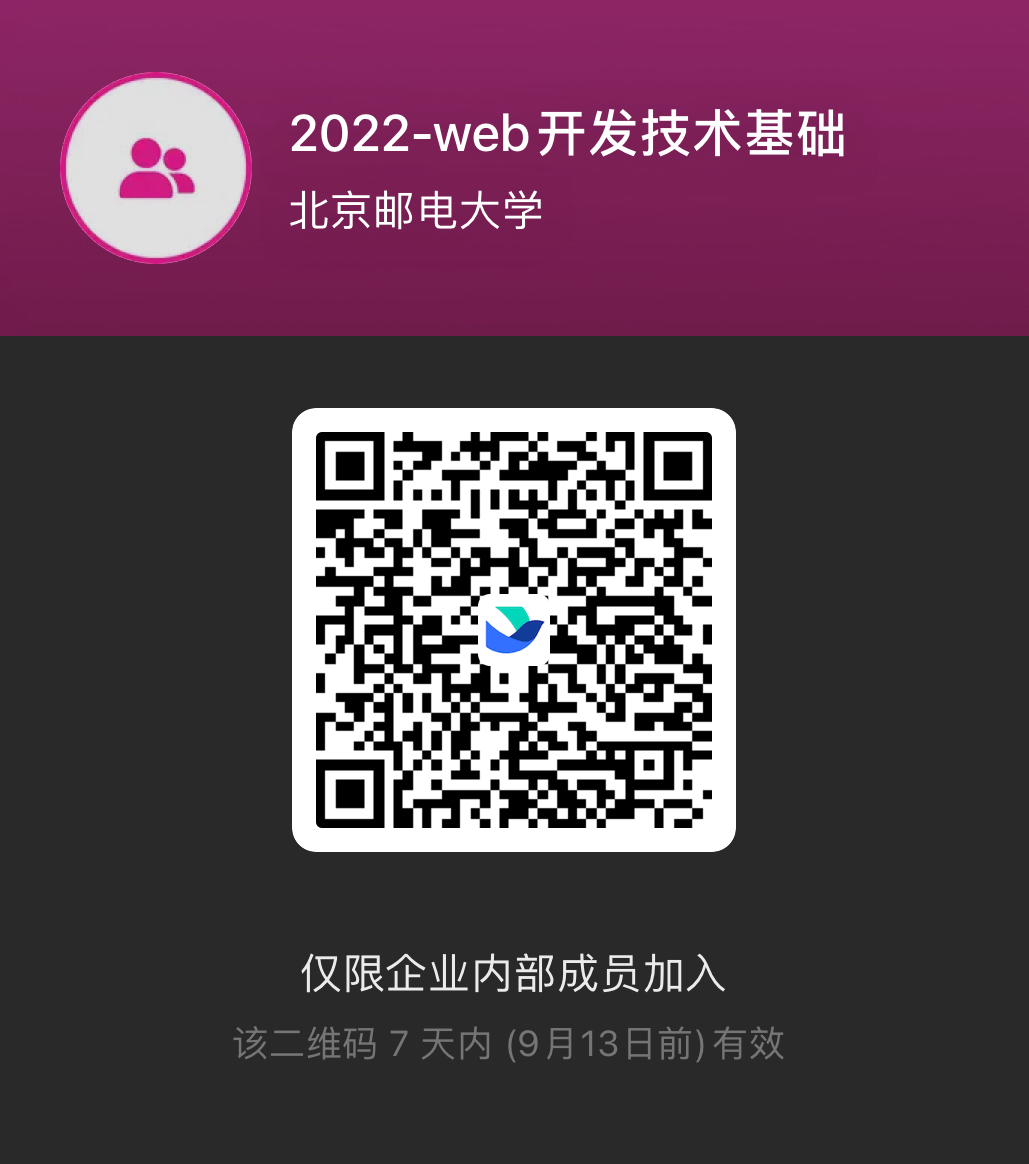 2022-web开发技术基础
北京邮电大学
仅限企业内部成员加入
该二维码 7 天内 (9月13日前) 有效